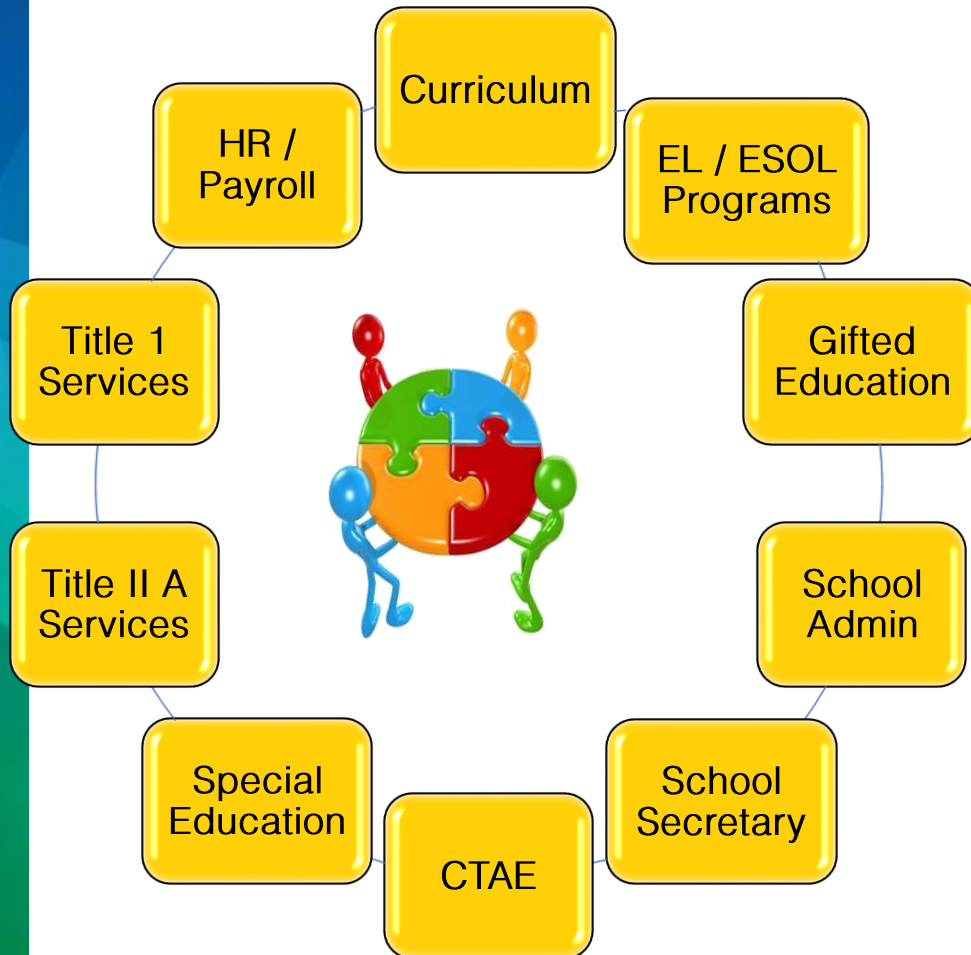 Curriculum
HR /
Payroll
EL / ESOL
Programs
Title 1
Services
Gifted
Education
Title II A
Services
School
Admin
Special
Education
School
Secretary
CTAE